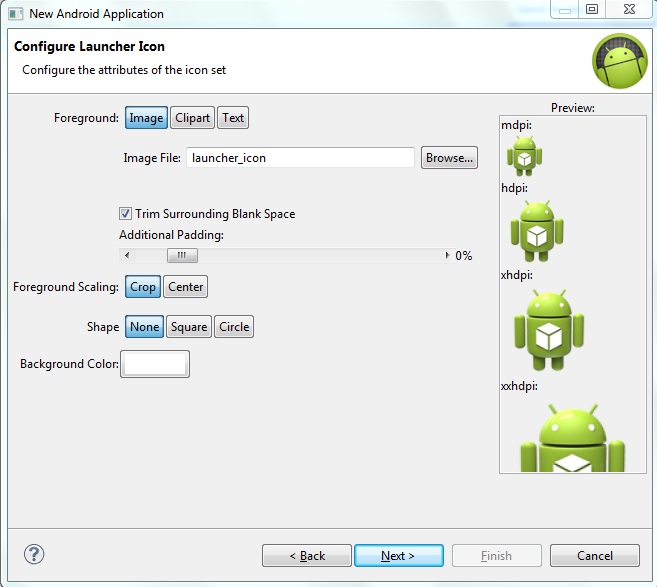 New Android Application
Configure Launcher Icon
Configure the attributes of the icon set
Foreground: Image Clipart Text
Image File: launcher_icon Browse...
Trim Surrounding Blank Space
Additional Padding:
0%
Foreground Scaling: Crop Center
Shape None Square Circle
Background Color:
Preview:
mdpi:
hdpi:
xhdpi:
xxhdpi:
? < Back Next > Finish Cancel